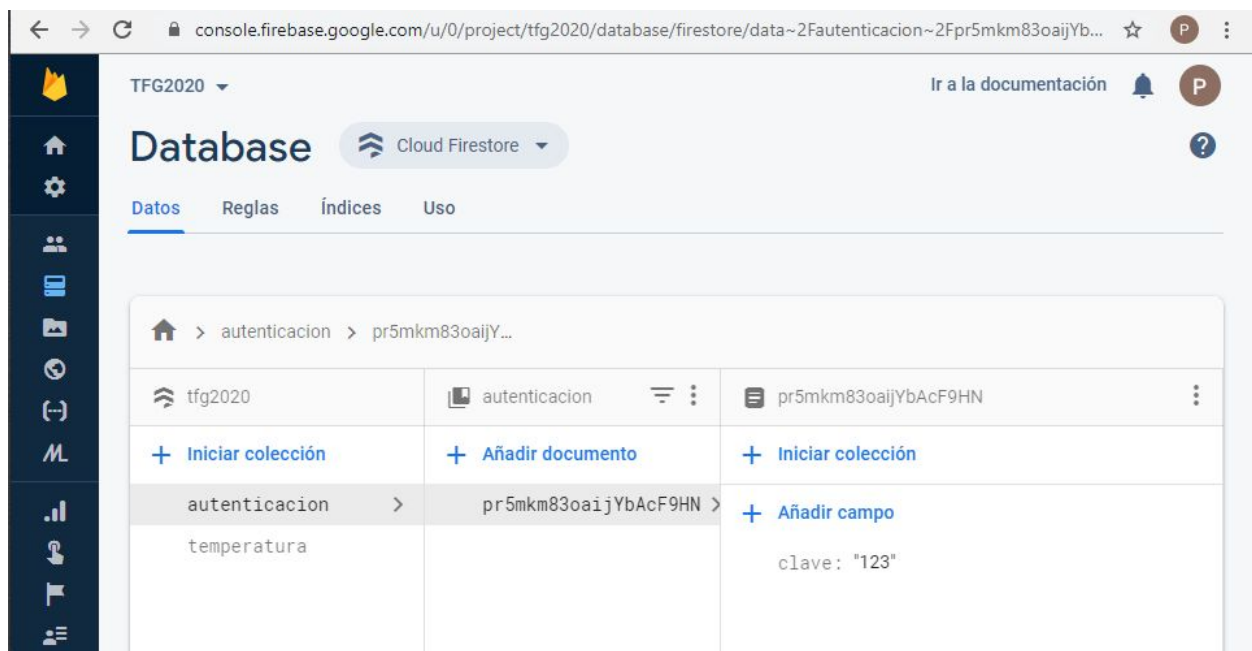 console.firebase.google.com/u/0/project/tfg2020/database/firestore/data~2Fautenticacion~2Fpr5mkm83oaijYb... P
TFG2020 Ir a la documentación P
Database Cloud Firestore ?
Datos Reglas Índices Uso
> autenticacion > pr5mkm83oaijY...
tfg2020 autenticacion pr5mkm83oaijYbAcF9HN
+ Iniciar colección + Añadir documento + Iniciar colección
autenticacion > pr5mkm83oaijYbAcF9HN > + Añadir campo
temperatura clave: "123"